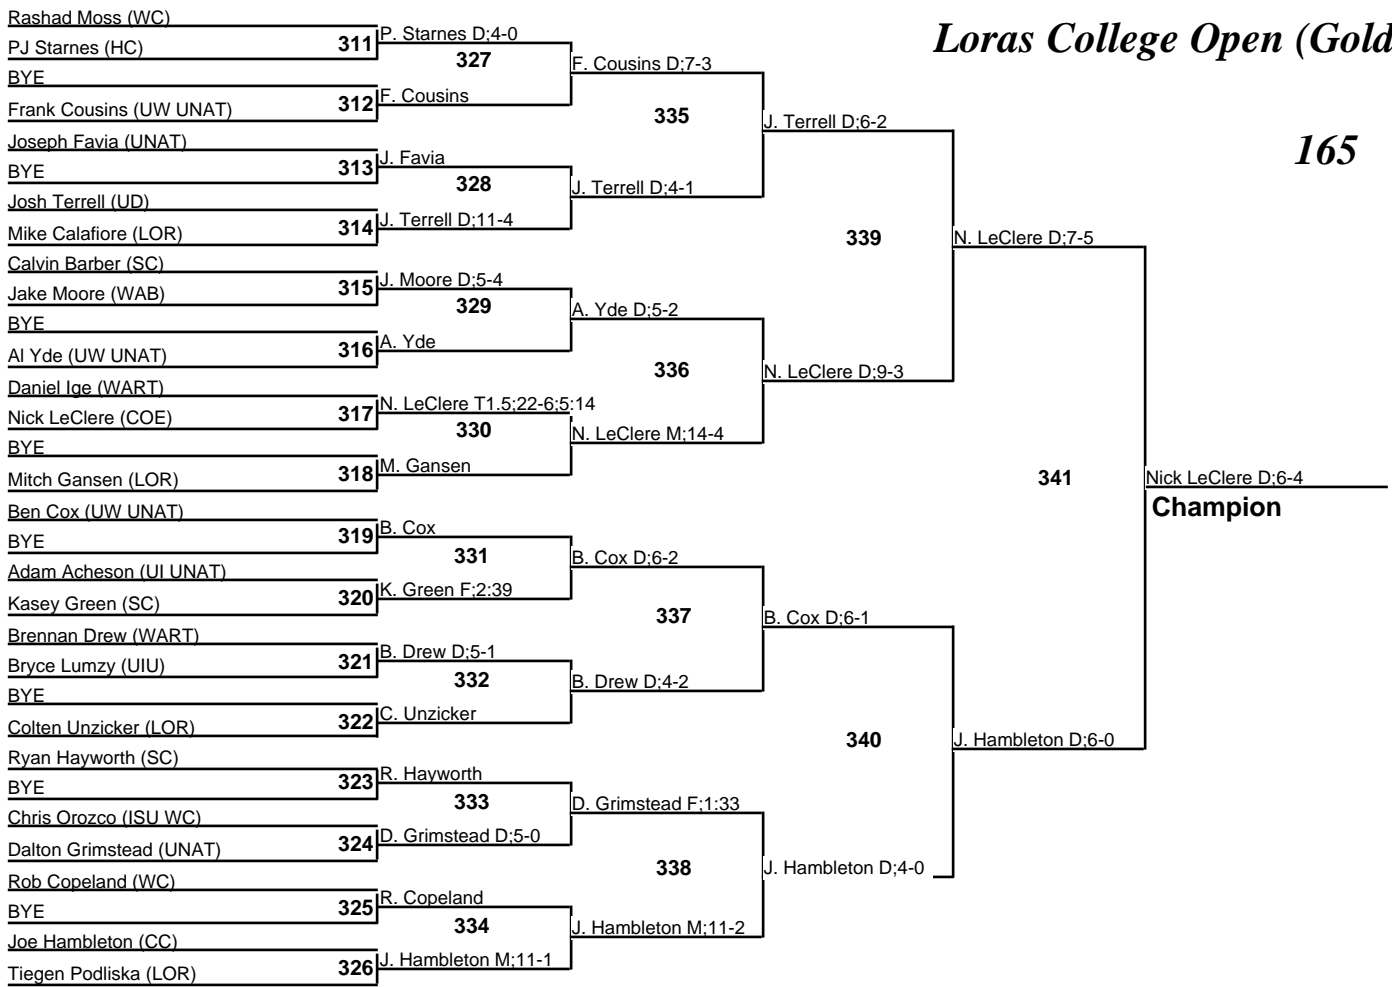 Loras College Open (Gold
165
Rashad Moss (WC)
PJ Starnes (HC)
BYE
Frank Cousins (UW UNAT)
Joseph Favia (UNAT)
BYE
Josh Terrell (UD)
Mike Calafiore (LOR)
Calvin Barber (SC)
Jake Moore (WAB)
BYE
Al Yde (UW UNAT)
Daniel Ige (WART)
Nick LeClere (COE)
BYE
Mitch Gansen (LOR)
Ben Cox (UW UNAT)
BYE
Adam Acheson (UI UNAT)
Kasey Green (SC)
Brennan Drew (WART)
Bryce Lumzy (UIU)
BYE
Colten Unzicker (LOR)
Ryan Hayworth (SC)
BYE
Chris Orozco (ISU WC)
Dalton Grimstead (UNAT)
Rob Copeland (WC)
BYE
Joe Hambleton (CC)
Tiegen Podliska (LOR)
311 P. Starnes D;4-0
312 F. Cousins
313 J. Favia
314 J. Terrell D;11-4
315 J. Moore D;5-4
316 A. Yde
317 N. LeClere T1.5;22-6;5:14
318 M. Gansen
319 B. Cox
320 K. Green F;2:39
321 B. Drew D;5-1
322 C. Unzicker
323 R. Hayworth
324 D. Grimstead D;5-0
325 R. Copeland
326 J. Hambleton M;11-1
327 F. Cousins D;7-3
328 J. Terrell D;4-1
329 A. Yde D;5-2
330 N. LeClere M;14-4
331 B. Cox D;6-2
332 B. Drew D;4-2
333 D. Grimstead F;1:33
334 J. Hambleton M;11-2
335 J. Terrell D;6-2
336 N. LeClere D;9-3
337 B. Cox D;6-1
338 J. Hambleton D;4-0
339 N. LeClere D;7-5
340 J. Hambleton D;6-0
341 Nick LeClere D;6-4
Champion